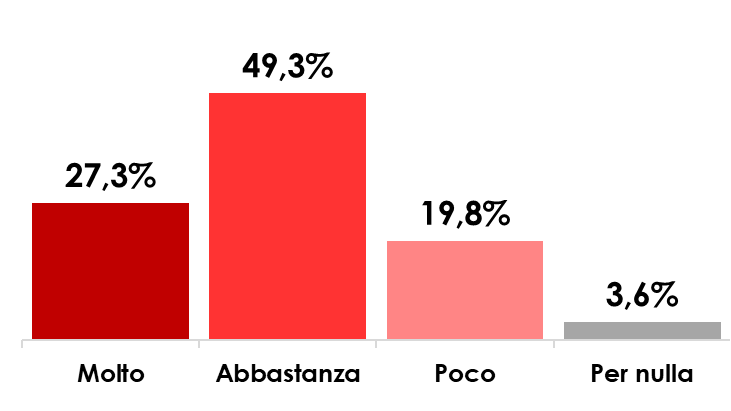 49,3%
27,3%
19,8%
3,6%
Molto Abbastanza Poco Per nulla